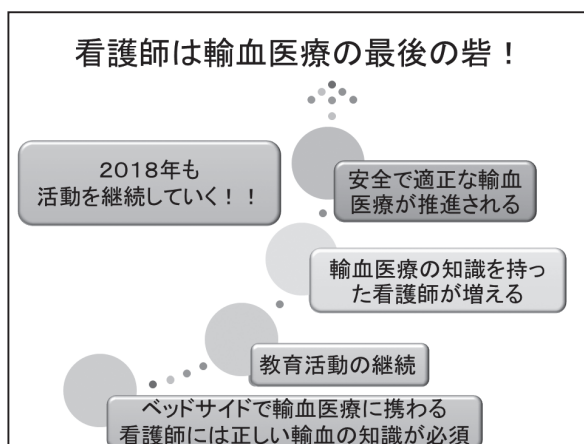 看護師は輸血医療の最後の砦！
２０１８年も
活動を継続していく！！
安全で適正な輸血
医療が推進される
輸血医療の知識を持っ
た看護師が増える
教育活動の継続
ベッドサイドで輸血医療に携わる
看護師には正しい輸血の知識が必須